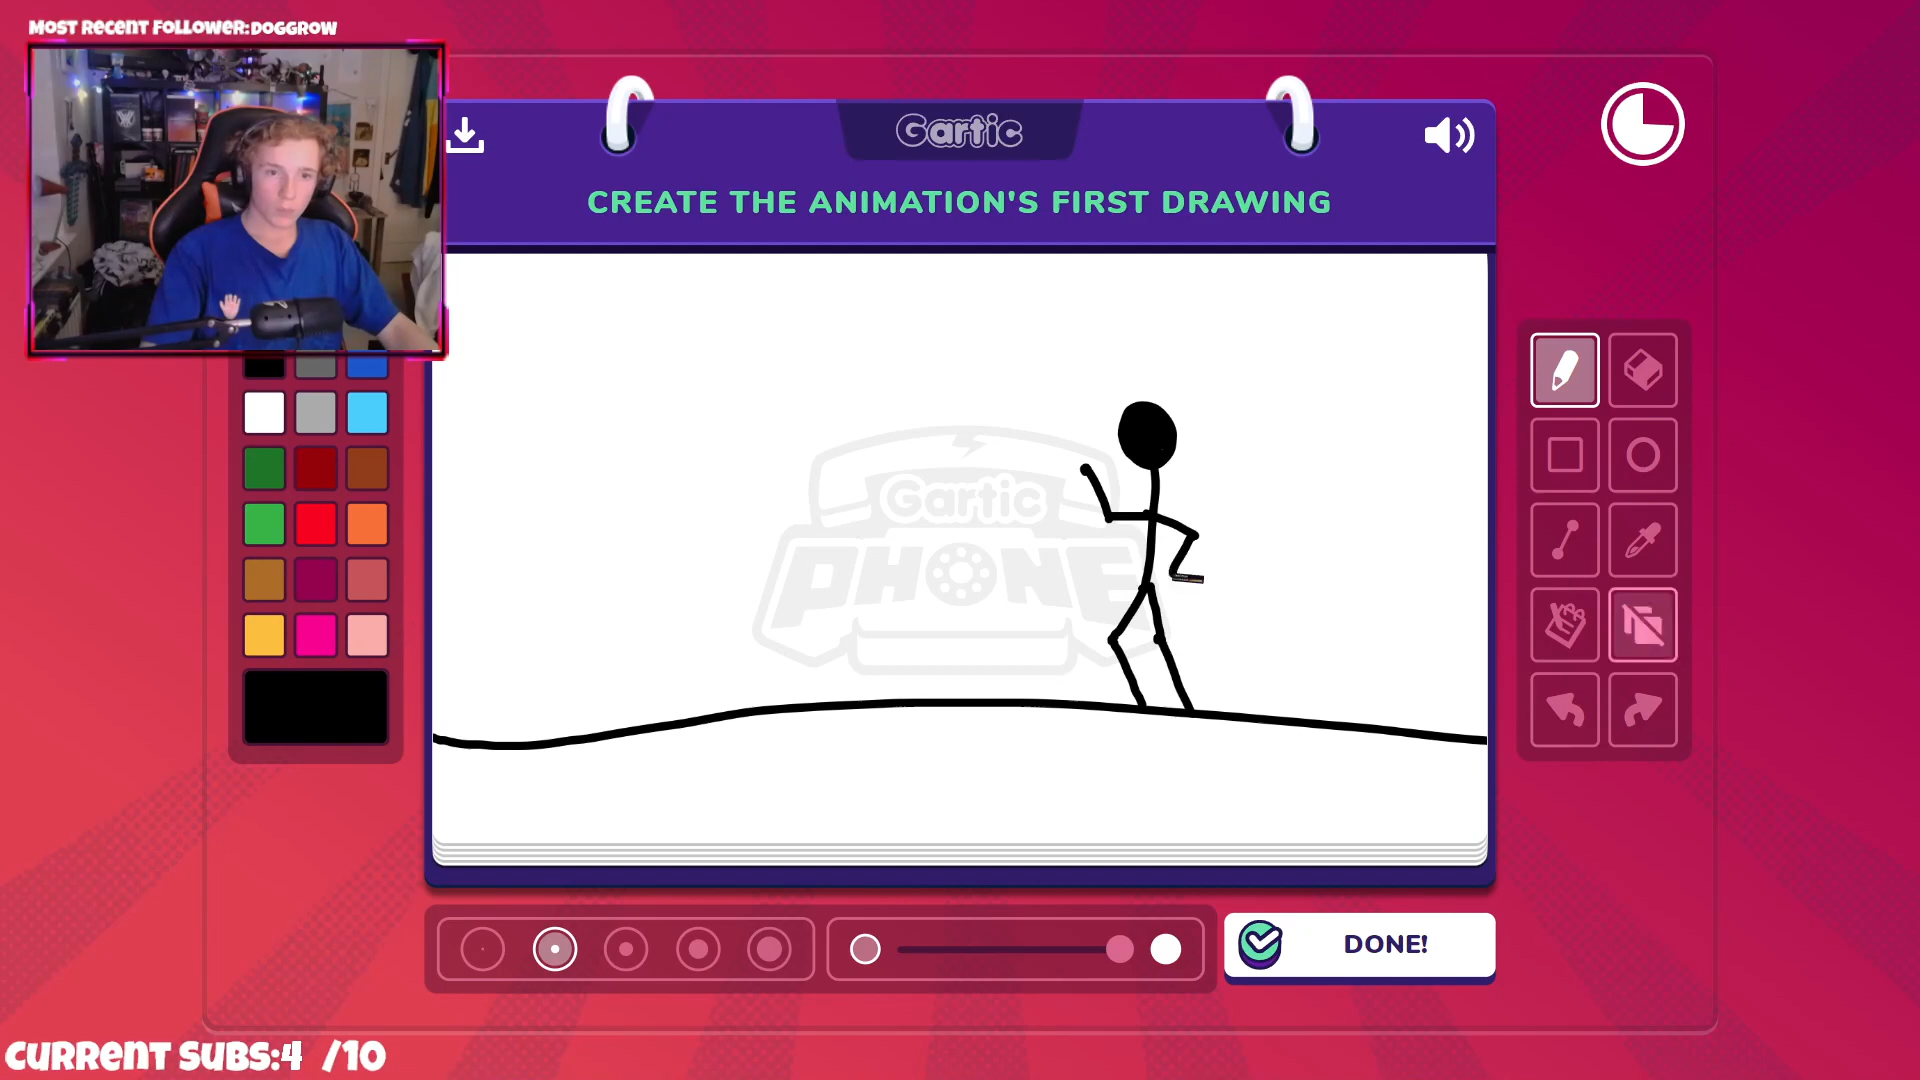 MOST RECENT FOLLOWER:DOGGROW
Gartic
CREATE THE ANIMATION'S FIRST DRAWING
Gartic
PHONE
DONE!
CURRENT SUBS:4 /10